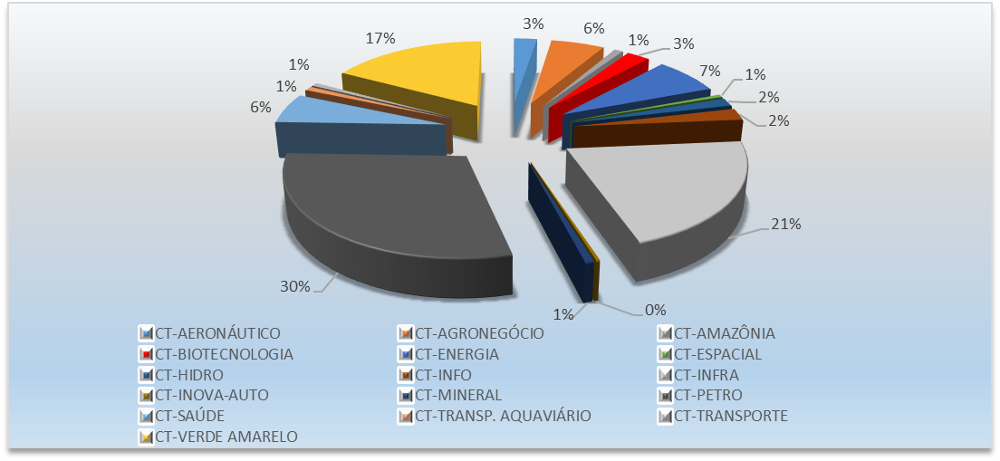 3%
6%
1%
3%
7%
1%
2%
2%
21%
0%
1%
30%
6%
1%
1%
17%
CT-AERONÁUTICO CT-AGRONEGÓCIO CT-AMAZÔNIA
CT-BIOTECNOLOGIA CT-ENERGIA CT-ESPACIAL
CT-HIDRO CT-INFO CT-INFRA
CT-INOVA-AUTO CT-MINERAL CT-PETRO
CT-SAÚDE CT-TRANSP. AQUAVIÁRIO CT-TRANSPORTE
CT-VERDE AMARELO